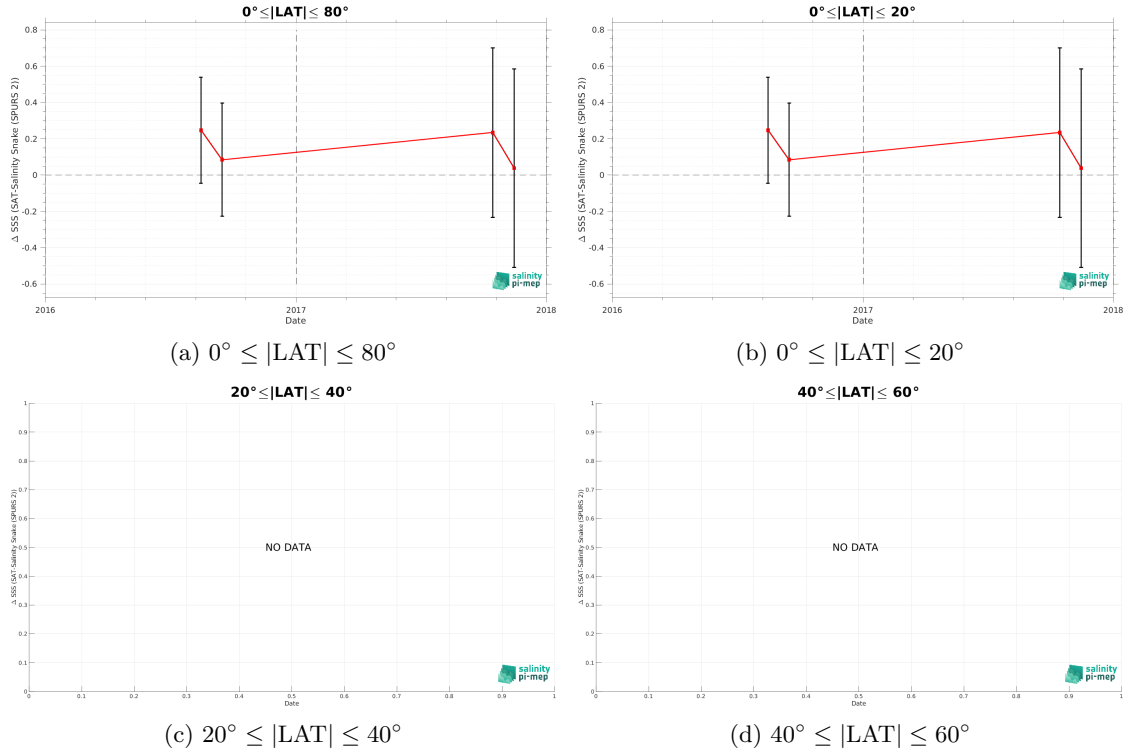 0°≤|LAT|≤ 80°
Δ SSS (SAT-Salinity Snake (SPURS 2))
0.8
0.6
0.4
0.2
0
-0.2
-0.4
-0.6
salinity
pi-mep
2016 2017 2018
Date
(a) 0° ≤ |LAT| ≤ 80°
0°≤|LAT|≤ 20°
Δ SSS (SAT-Salinity Snake (SPURS 2))
0.8
0.6
0.4
0.2
0
-0.2
-0.4
-0.6
salinity
pi-mep
2016 2017 2018
Date
(b) 0° ≤ |LAT| ≤ 20°
20°≤|LAT|≤ 40°
Δ SSS (SAT-Salinity Snake (SPURS 2))
1
0.9
0.8
0.7
0.6
0.5
0.4
0.3
0.2
0.1
0
NO DATA
salinity
pi-mep
0 0.1 0.2 0.3 0.4 0.5 0.6 0.7 0.8 0.9 1
Date
(c) 20° ≤ |LAT| ≤ 40°
40°≤|LAT|≤ 60°
Δ SSS (SAT-Salinity Snake (SPURS 2))
1
0.9
0.8
0.7
0.6
0.5
0.4
0.3
0.2
0.1
0
NO DATA
salinity
pi-mep
0 0.1 0.2 0.3 0.4 0.5 0.6 0.7 0.8 0.9 1
Date
(d) 40° ≤ |LAT| ≤ 60°